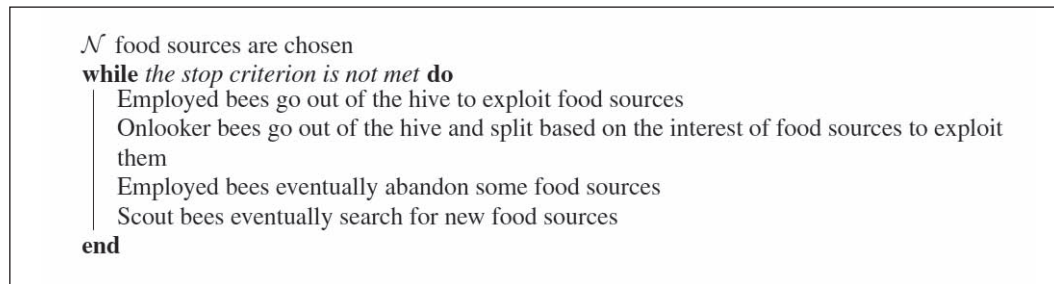 𝒩 food sources are chosen
while the stop criterion is not met do
Employed bees go out of the hive to exploit food sources
Onlooker bees go out of the hive and split based on the interest of food sources to exploit
them
Employed bees eventually abandon some food sources
Scout bees eventually search for new food sources
end